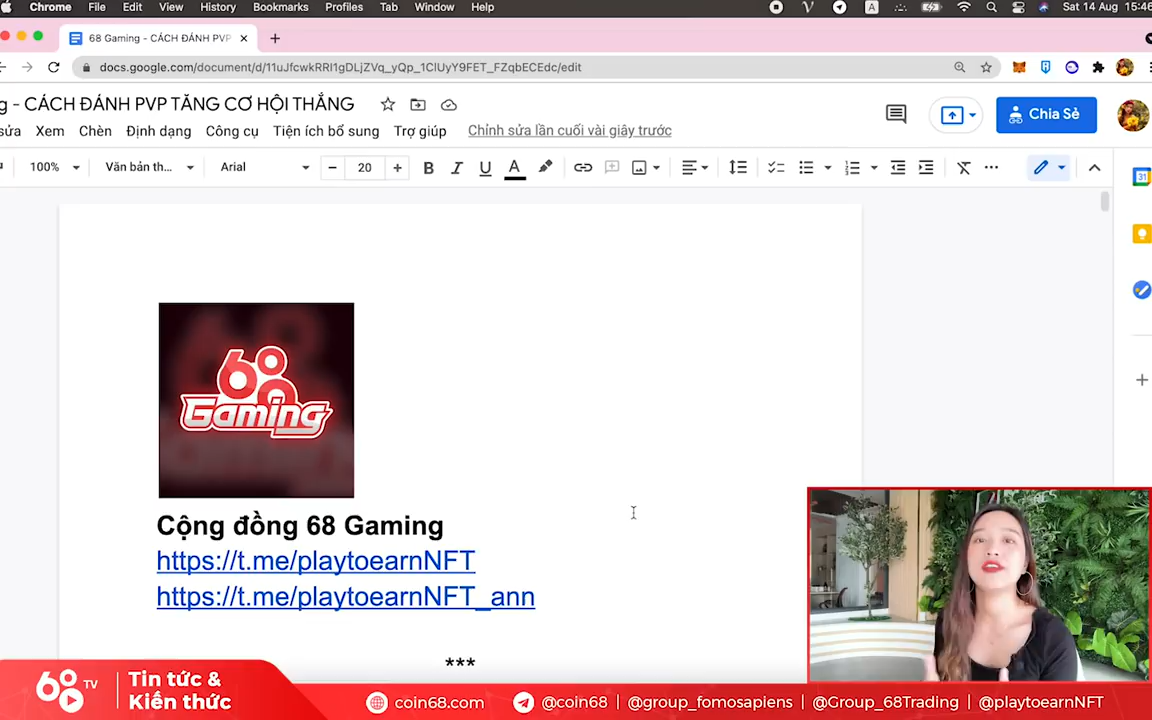 Chrome File Edit View History Bookmarks Profiles Tab Window Help Sat 14 Aug 15:46
68 Gaming - CÁCH ĐÁNH PVP
docs.google.com/document/d/11uJfcwkRRl1gDLjZVq_yQp_1ClUyY9FET_FZqbECEdc/edit
g - CÁCH ĐÁNH PVP TĂNG CƠ HỘI THẮNG
sửa Xem Chèn Định dạng Công cụ Tiện ích bổ sung Trợ giúp Chỉnh sửa lần cuối vài giây trước
Chia Sẻ
100% Văn bản th... Arial 20 B I U A
31
68
Gaming
Cộng đồng 68 Gaming
https://t.me/playtoearnNFT
https://t.me/playtoearnNFT_ann
***
68 TV Tin tức &
Kiến thức
coin68.com @coin68 | @group_fomosapiens | @Group_68Trading | @playtoearnNFT